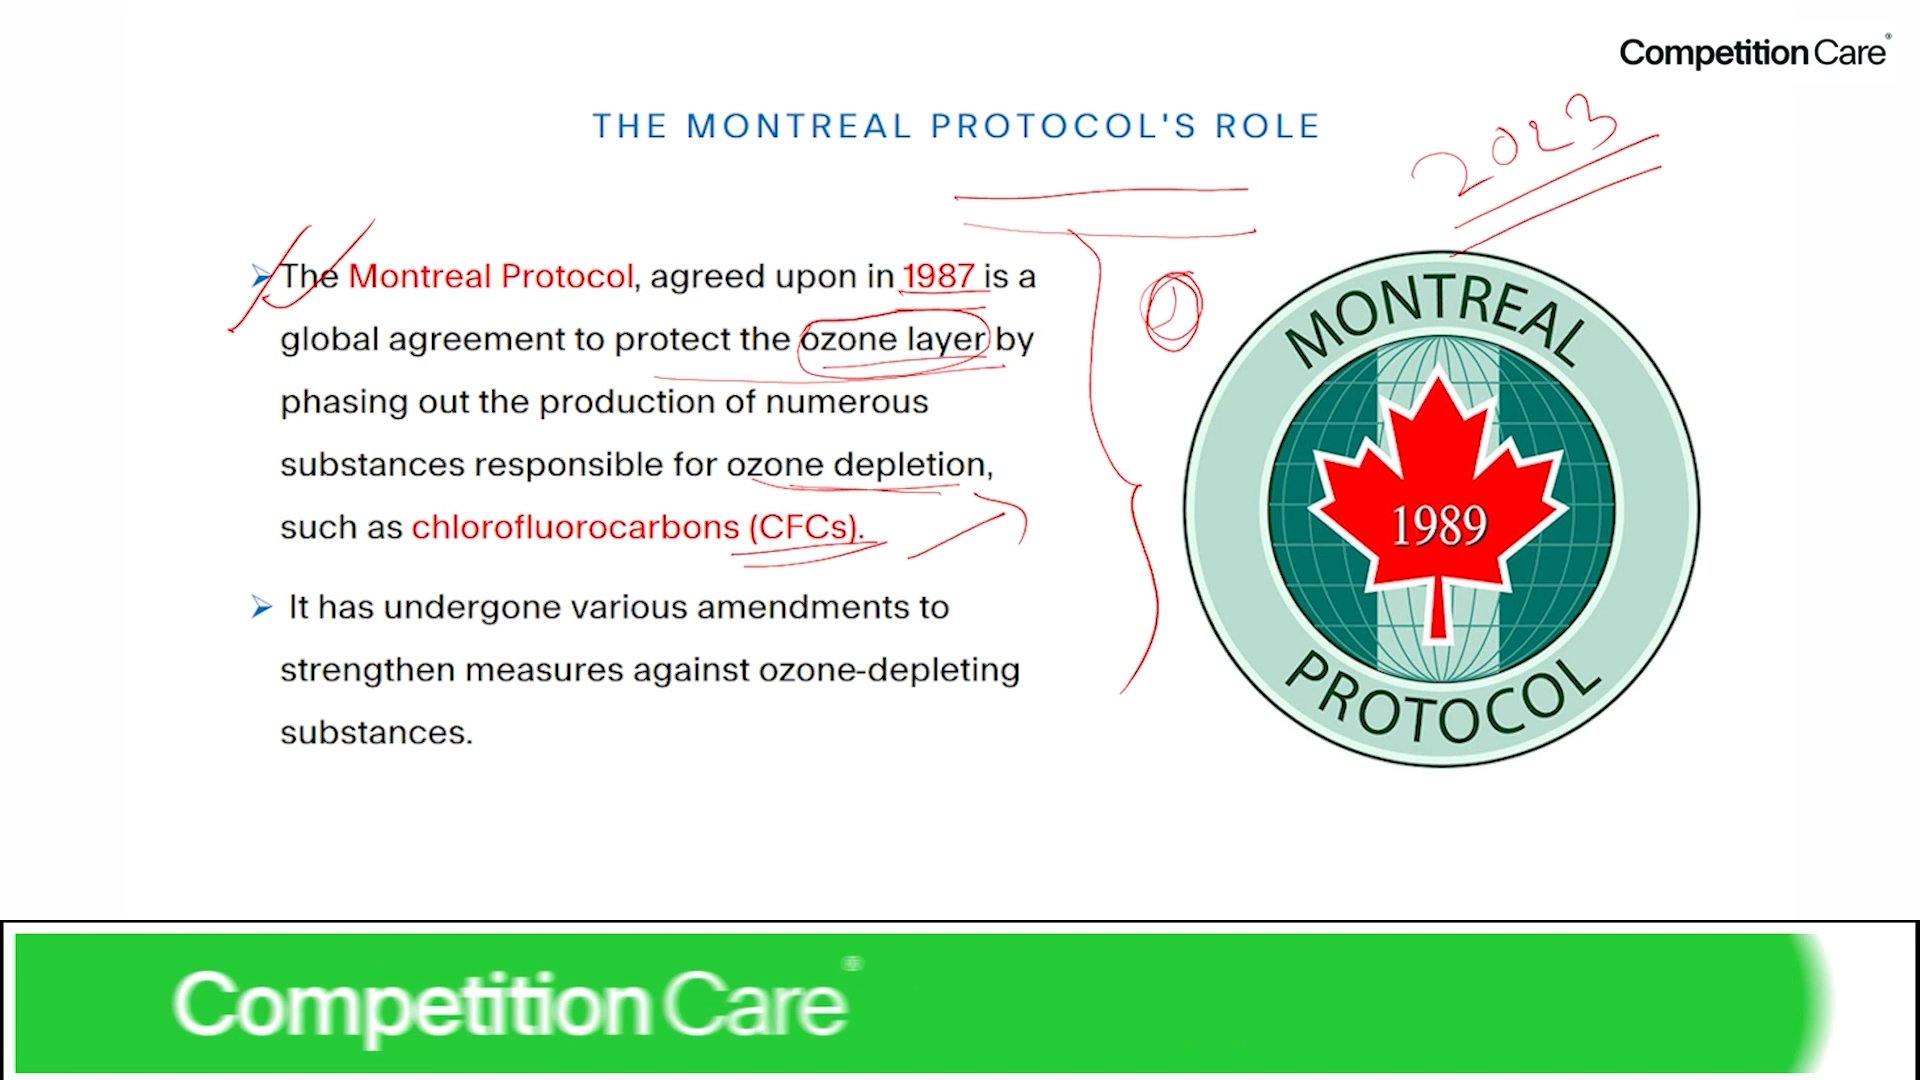 Competition Care
THE MONTREAL PROTOCOL'S ROLE
2023
The Montreal Protocol, agreed upon in 1987 is a
global agreement to protect the ozone layer by
phasing out the production of numerous
substances responsible for ozone depletion,
such as chlorofluorocarbons (CFCs).
It has undergone various amendments to
strengthen measures against ozone-depleting
substances.
MONTREAL
1989
PROTOCOL
Competition Care